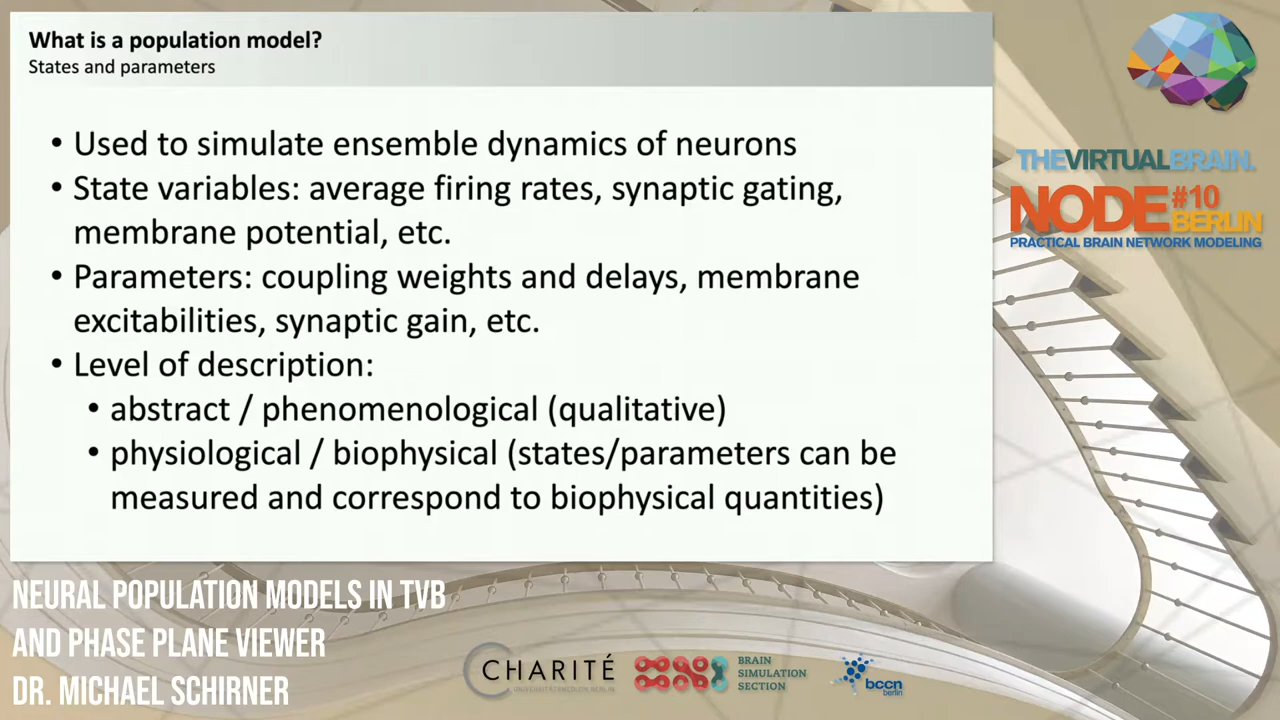 What is a population model?
States and parameters
• Used to simulate ensemble dynamics of neurons
• State variables: average firing rates, synaptic gating,
membrane potential, etc.
• Parameters: coupling weights and delays, membrane
excitabilities, synaptic gain, etc.
• Level of description:
• abstract / phenomenological (qualitative)
• physiological / biophysical (states/parameters can be
measured and correspond to biophysical quantities)
THEVIRTUALBRAIN.
NODE #10
BERLIN
PRACTICAL BRAIN NETWORK MODELING
NEURAL POPULATION MODELS IN TVB
AND PHASE PLANE VIEWER
DR. MICHAEL SCHIRNER
CHARITÉ
UNIVERSITÄTSMEDIZIN BERLIN
BRAIN
SIMULATION
SECTION
bccn
berlin